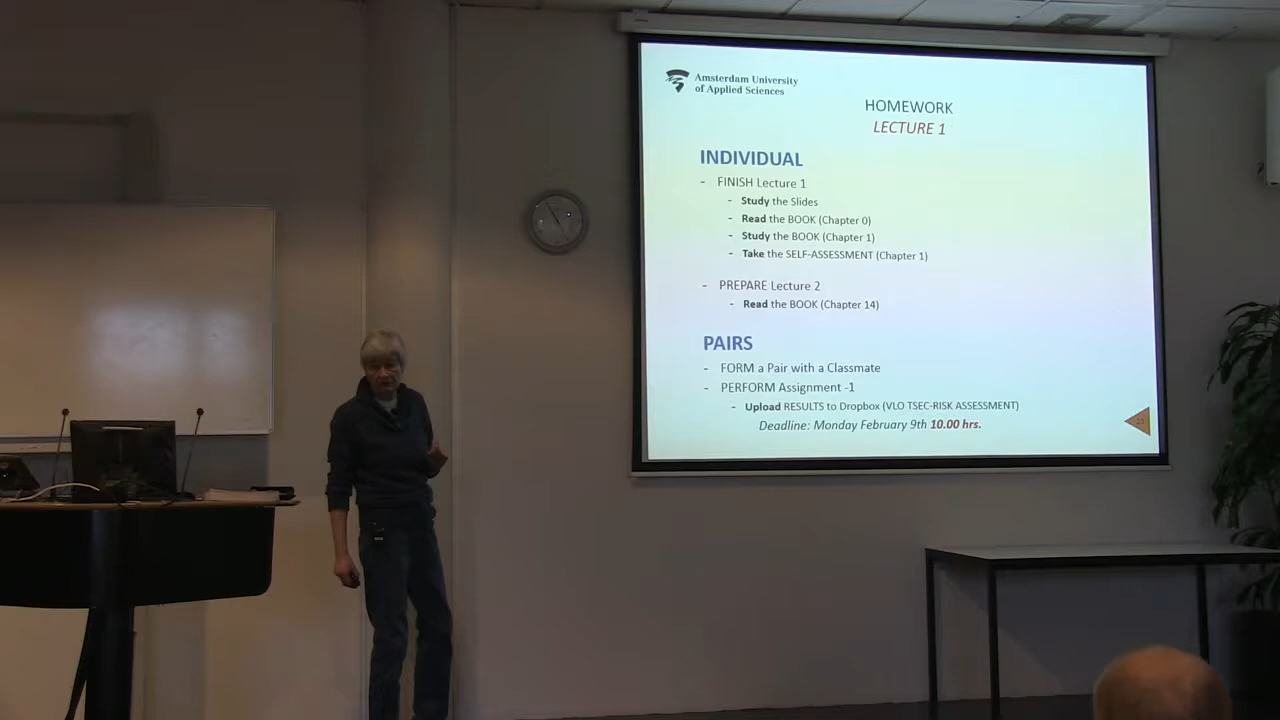 Amsterdam University
of Applied Sciences
HOMEWORK
LECTURE 1
INDIVIDUAL
- FINISH Lecture 1
- Study the Slides
- Read the BOOK (Chapter 0)
- Study the BOOK (Chapter 1)
- Take the SELF-ASSESSMENT (Chapter 1)
- PREPARE Lecture 2
- Read the BOOK (Chapter 14)
PAIRS
- FORM a Pair with a Classmate
- PERFORM Assignment -1
- Upload RESULTS to Dropbox (VLO TSEC-RISK ASSESSMENT)
Deadline: Monday February 9th 10.00 hrs.